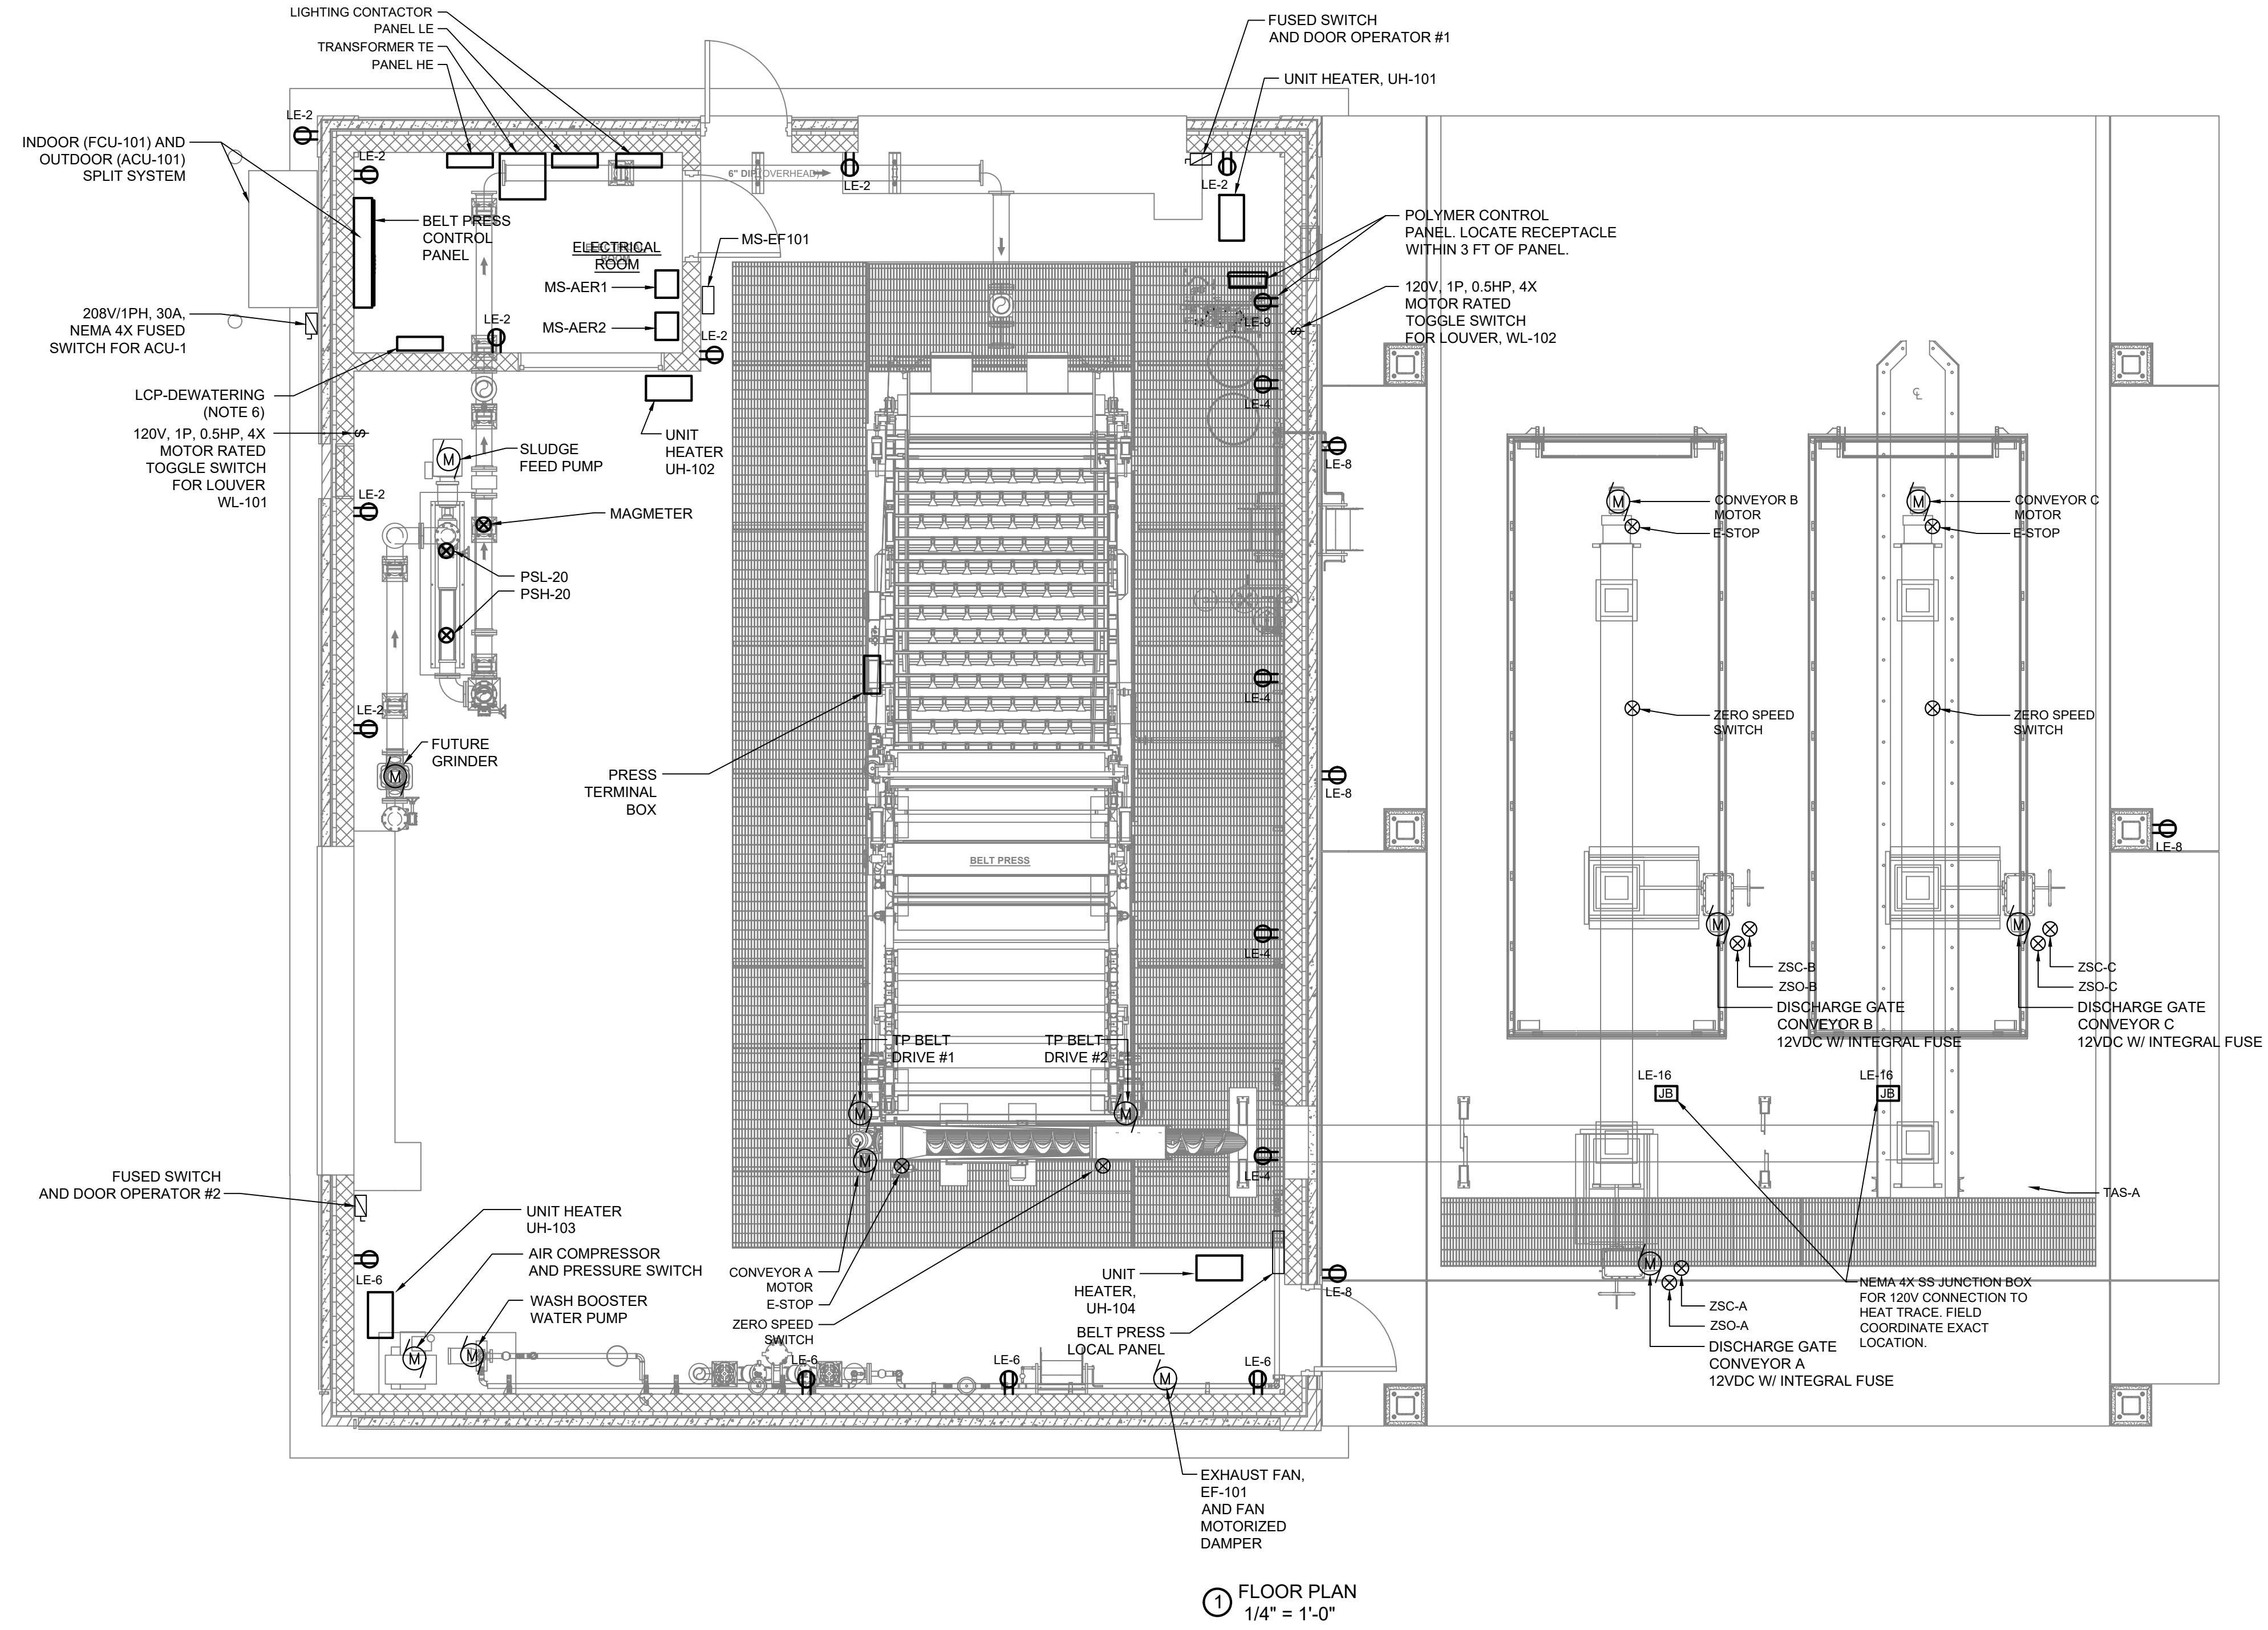 LIGHTING CONTACTOR
PANEL LE
TRANSFORMER TE
PANEL HE
FUSED SWITCH
AND DOOR OPERATOR #1
UNIT HEATER, UH-101
LE-2
INDOOR (FCU-101) AND
OUTDOOR (ACU-101)
SPLIT SYSTEM
LE-2
6" DIP (OVERHEAD)
LE-2
LE-2
BELT PRESS
CONTROL
PANEL
ELECTRICAL
ROOM
MS-EF101
MS-AER1
MS-AER2
POLYMER CONTROL
PANEL. LOCATE RECEPTACLE
WITHIN 3 FT OF PANEL.
120V, 1P, 0.5HP, 4X
MOTOR RATED
TOGGLE SWITCH
FOR LOUVER, WL-102
LE-9
S
208V/1PH, 30A,
NEMA 4X FUSED
SWITCH FOR ACU-1
LE-2
LE-2
LCP-DEWATERING
(NOTE 6)
120V, 1P, 0.5HP, 4X
MOTOR RATED
TOGGLE SWITCH
FOR LOUVER
WL-101
S
UNIT
HEATER
UH-102
LE-4
LE-8
M
SLUDGE
FEED PUMP
LE-2
MAGMETER
PSL-20
PSH-20
M
CONVEYOR B
MOTOR
E-STOP
M
CONVEYOR C
MOTOR
E-STOP
LE-4
LE-2
FUTURE
GRINDER
M
PRESS
TERMINAL
BOX
ZERO SPEED
SWITCH
ZERO SPEED
SWITCH
LE-8
LE-8
BELT PRESS
LE-4
M
ZSC-B
ZSO-B
DISCHARGE GATE
CONVEYOR B
12VDC W/ INTEGRAL FUSE
M
ZSC-C
ZSO-C
DISCHARGE GATE
CONVEYOR C
12VDC W/ INTEGRAL FUSE
TP BELT
DRIVE #1
TP BELT
DRIVE #2
M
M
M
LE-16
JB
LE-16
JB
LE-4
FUSED SWITCH
AND DOOR OPERATOR #2
TAS-A
UNIT HEATER
UH-103
AIR COMPRESSOR
AND PRESSURE SWITCH
WASH BOOSTER
WATER PUMP
LE-6
M
M
CONVEYOR A
MOTOR
E-STOP
ZERO SPEED
SWITCH
UNIT
HEATER,
UH-104
BELT PRESS
LOCAL PANEL
LE-8
M
ZSC-A
ZSO-A
DISCHARGE GATE
CONVEYOR A
12VDC W/ INTEGRAL FUSE
NEMA 4X SS JUNCTION BOX
FOR 120V CONNECTION TO
HEAT TRACE. FIELD
COORDINATE EXACT
LOCATION.
LE-6
LE-6
LE-6
M
EXHAUST FAN,
EF-101
AND FAN
MOTORIZED
DAMPER
1
FLOOR PLAN
1/4" = 1'-0"